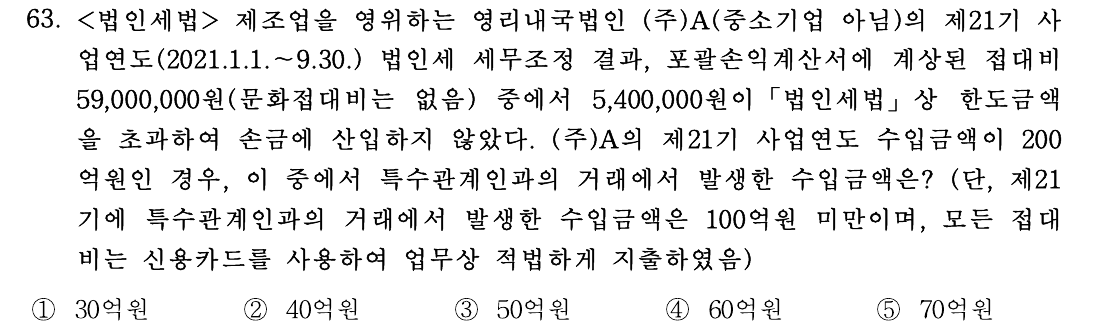 63. <법인세법> 제조업을 영위하는 영리내국법인 (주)A(중소기업 아님)의 제21기 사
업연도(2021.1.1.~9.30.) 법인세 세무조정 결과, 포괄손익계산서에 계상된 접대비
59,000,000원(문화접대비는 없음) 중에서 5,400,000원이 「법인세법」상 한도금액
을 초과하여 손금에 산입하지 않았다. (주)A의 제21기 사업연도 수입금액이 200
억원인 경우, 이 중에서 특수관계인과의 거래에서 발생한 수입금액은? (단, 제21
기에 특수관계인과의 거래에서 발생한 수입금액은 100억원 미만이며, 모든 접대
비는 신용카드를 사용하여 업무상 적법하게 지출하였음)
① 30억원 ② 40억원 ③ 50억원 ④ 60억원 ⑤ 70억원